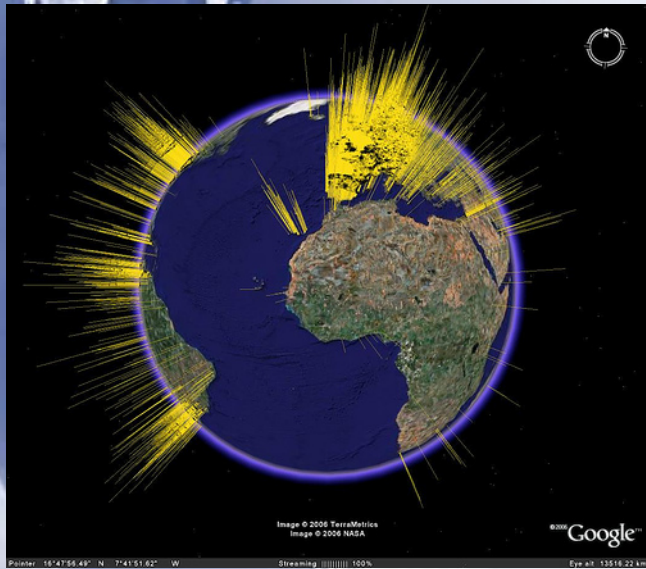 N
Image © 2006 TerraMetrics
Image © 2006 NASA
©2006 Google™
Pointer 16°47'56.49" N 7°41'51.62" W Streaming |||||||||| 100% Eye alt 13516.22 km